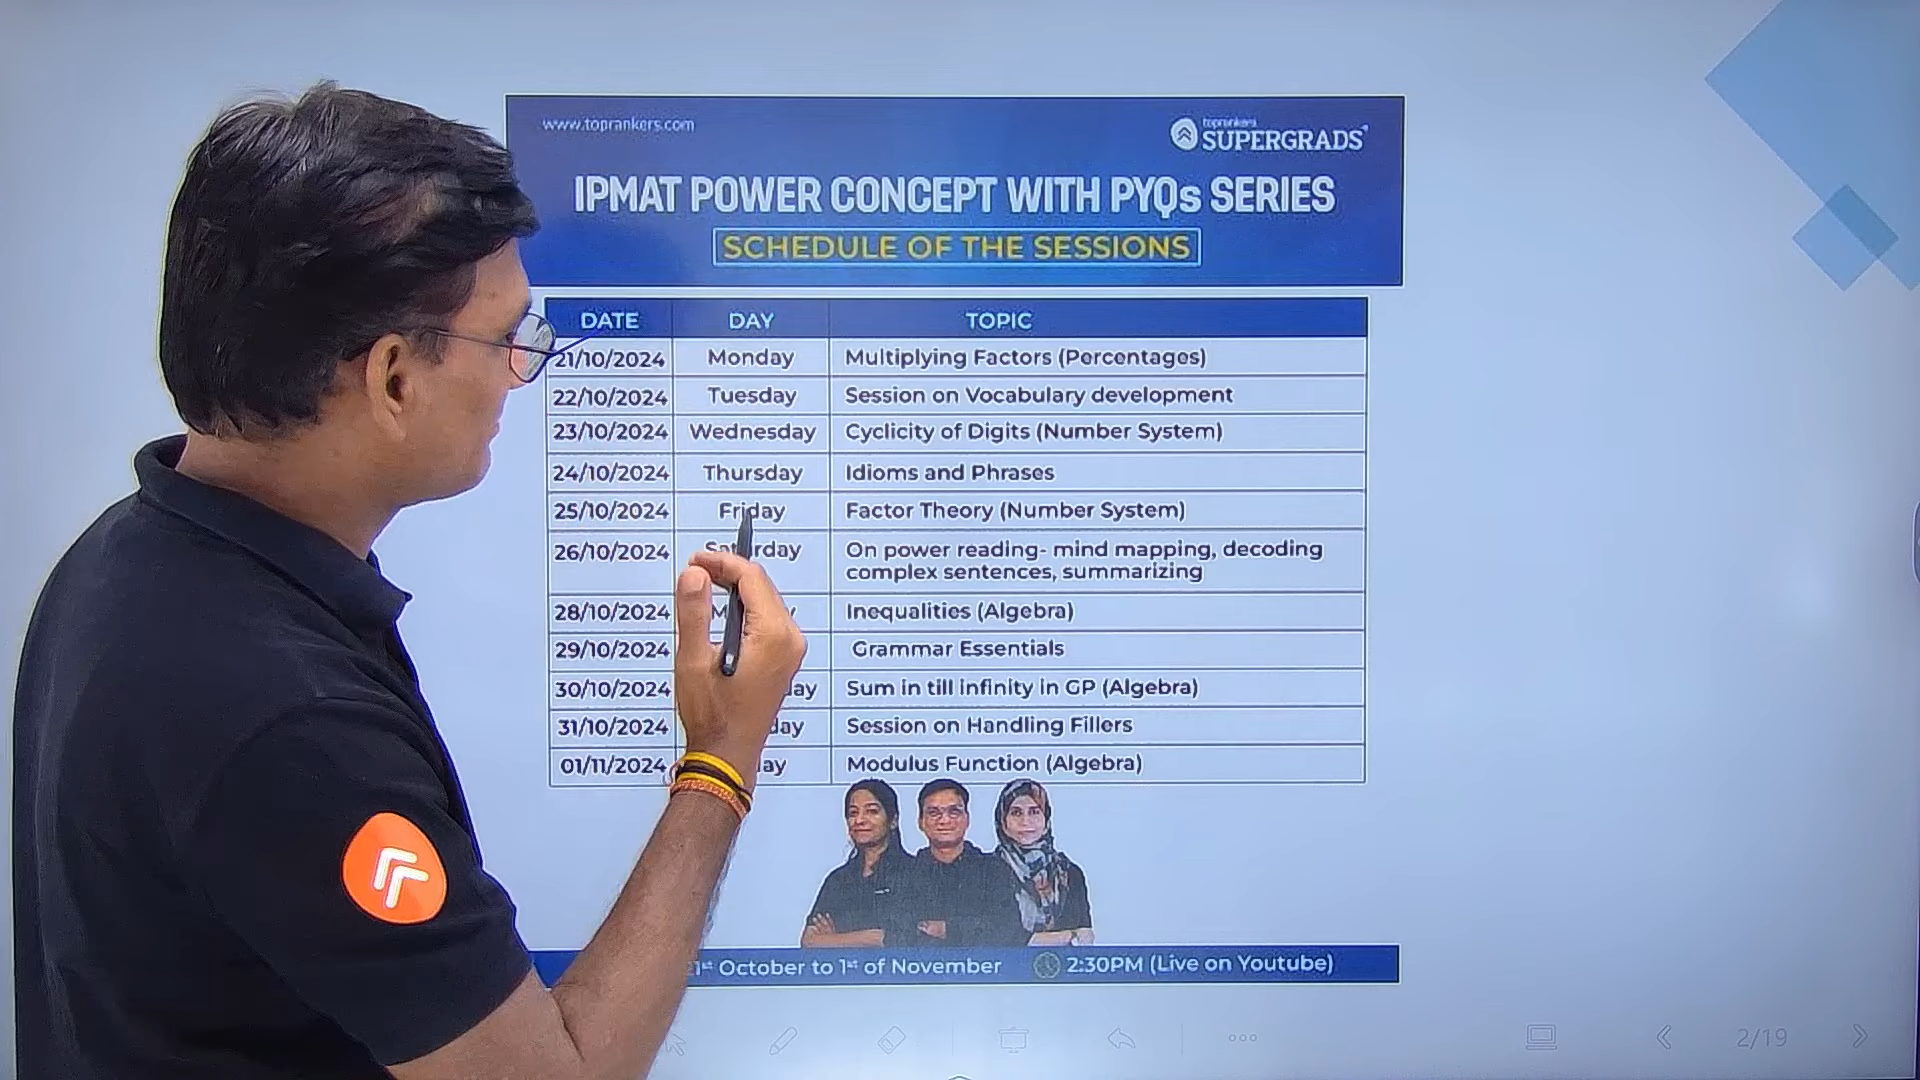 www.toprankers.com
toprankers
SUPERGRADS
IPMAT POWER CONCEPT WITH PYQs SERIES
SCHEDULE OF THE SESSIONS
DATE DAY TOPIC
21/10/2024 Monday Multiplying Factors (Percentages)
22/10/2024 Tuesday Session on Vocabulary development
23/10/2024 Wednesday Cyclicity of Digits (Number System)
24/10/2024 Thursday Idioms and Phrases
25/10/2024 Friday Factor Theory (Number System)
26/10/2024 Saturday On power reading- mind mapping, decoding
complex sentences, summarizing
28/10/2024 Inequalities (Algebra)
29/10/2024 Grammar Essentials
30/10/2024 Sum in till infinity in GP (Algebra)
31/10/2024 Session on Handling Fillers
01/11/2024 Modulus Function (Algebra)
21st October to 1st of November 2:30PM (Live on Youtube)
2/19